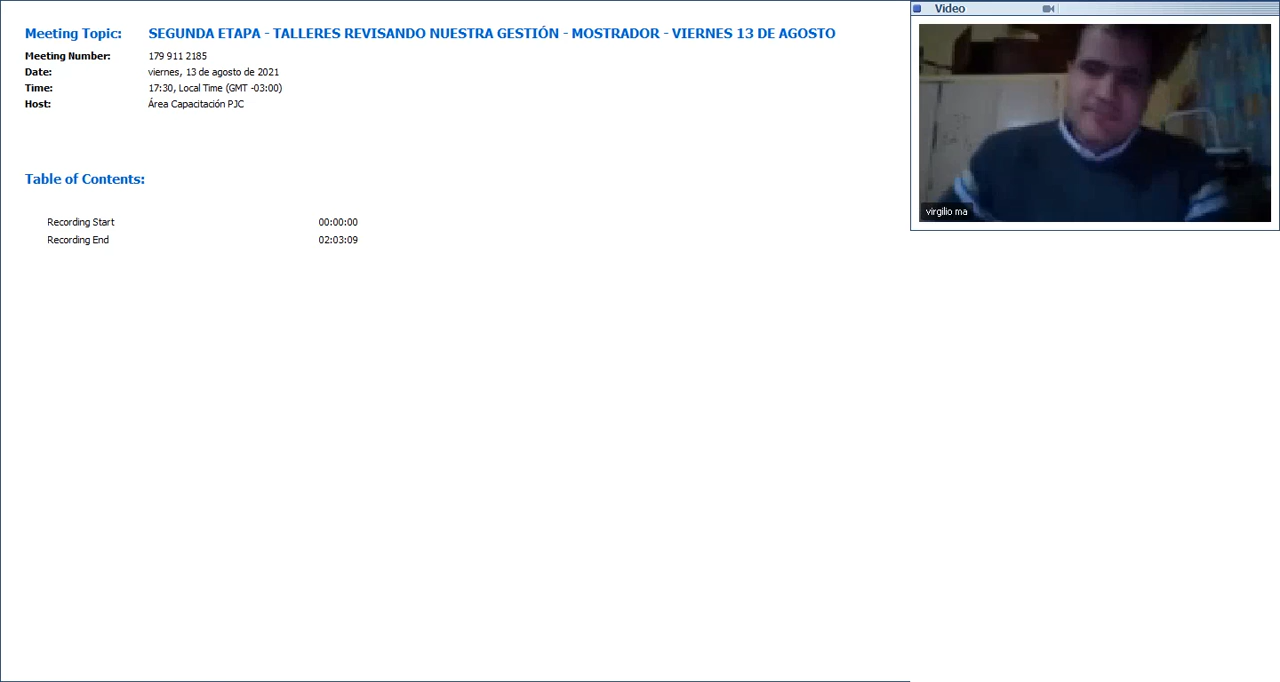 Meeting Topic: SEGUNDA ETAPA - TALLERES REVISANDO NUESTRA GESTIÓN - MOSTRADOR - VIERNES 13 DE AGOSTO
Meeting Number: 179 911 2185
Date: viernes, 13 de agosto de 2021
Time: 17:30, Local Time (GMT -03:00)
Host: Área Capacitación PJC
Table of Contents:
Recording Start 00:00:00
Recording End 02:03:09
Video
virgilio ma